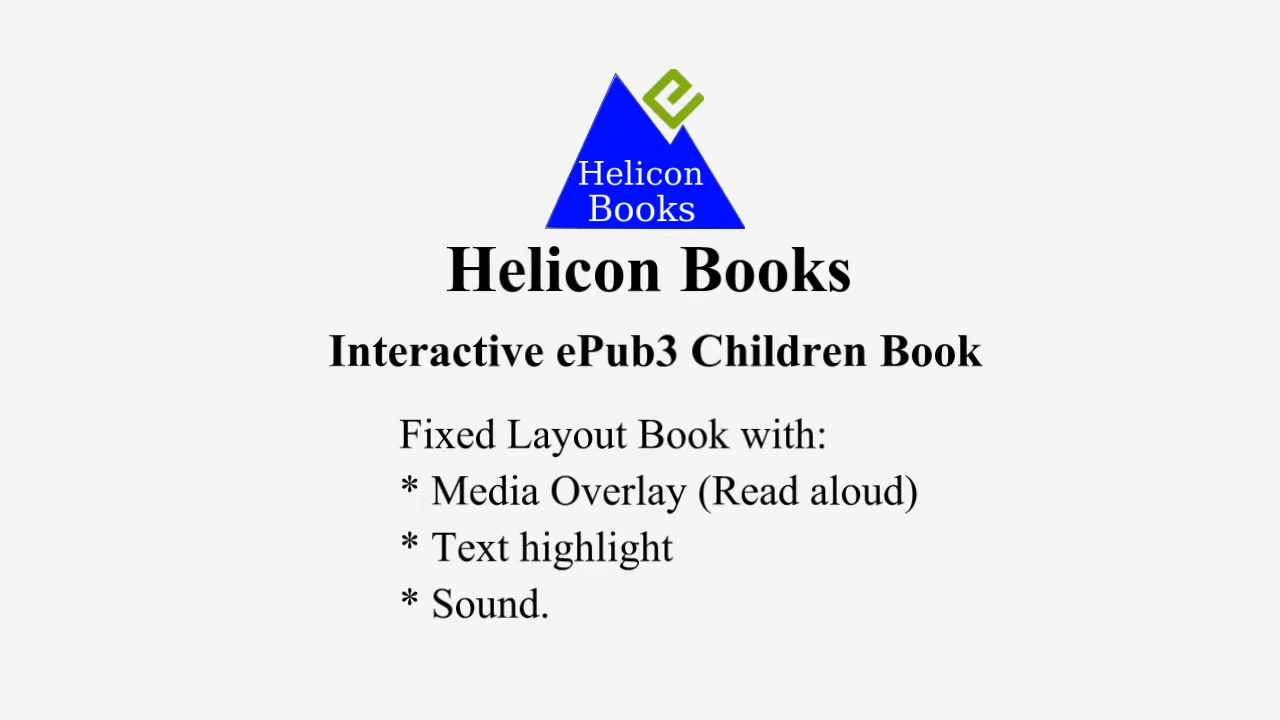 Helicon
Books
Helicon Books
Interactive ePub3 Children Book
Fixed Layout Book with:
* Media Overlay (Read aloud)
* Text highlight
* Sound.